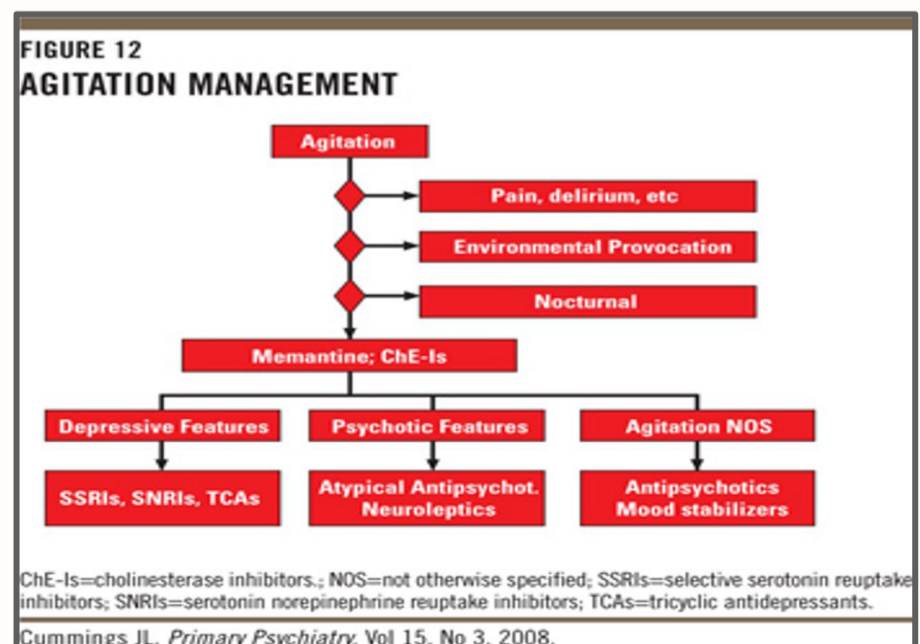 FIGURE 12
AGITATION MANAGEMENT
Agitation
Pain, delirium, etc
Environmental Provocation
Nocturnal
Memantine; ChE-Is
Depressive Features
Psychotic Features
Agitation NOS
SSRIs, SNRIs, TCAs
Atypical Antipsychot.
Neuroleptics
Antipsychotics
Mood stabilizers
ChE-Is=cholinesterase inhibitors.; NOS=not otherwise specified; SSRIs=selective serotonin reuptake
inhibitors; SNRIs=serotonin norepinephrine reuptake inhibitors; TCAs=tricyclic antidepressants.
Cummings JL. Primary Psychiatry. Vol 15, No 3. 2008.